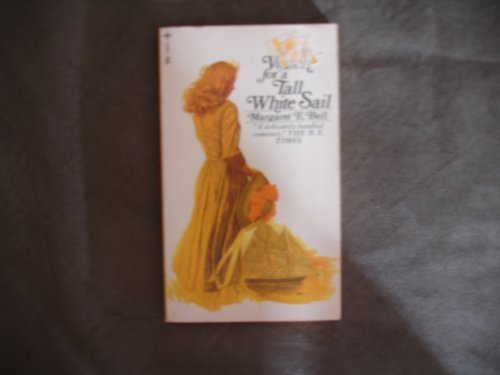 Watch
for a
Tall
White Sail
Margaret E. Bell
"A delicately handled
romance." THE N.Y.
TIMES